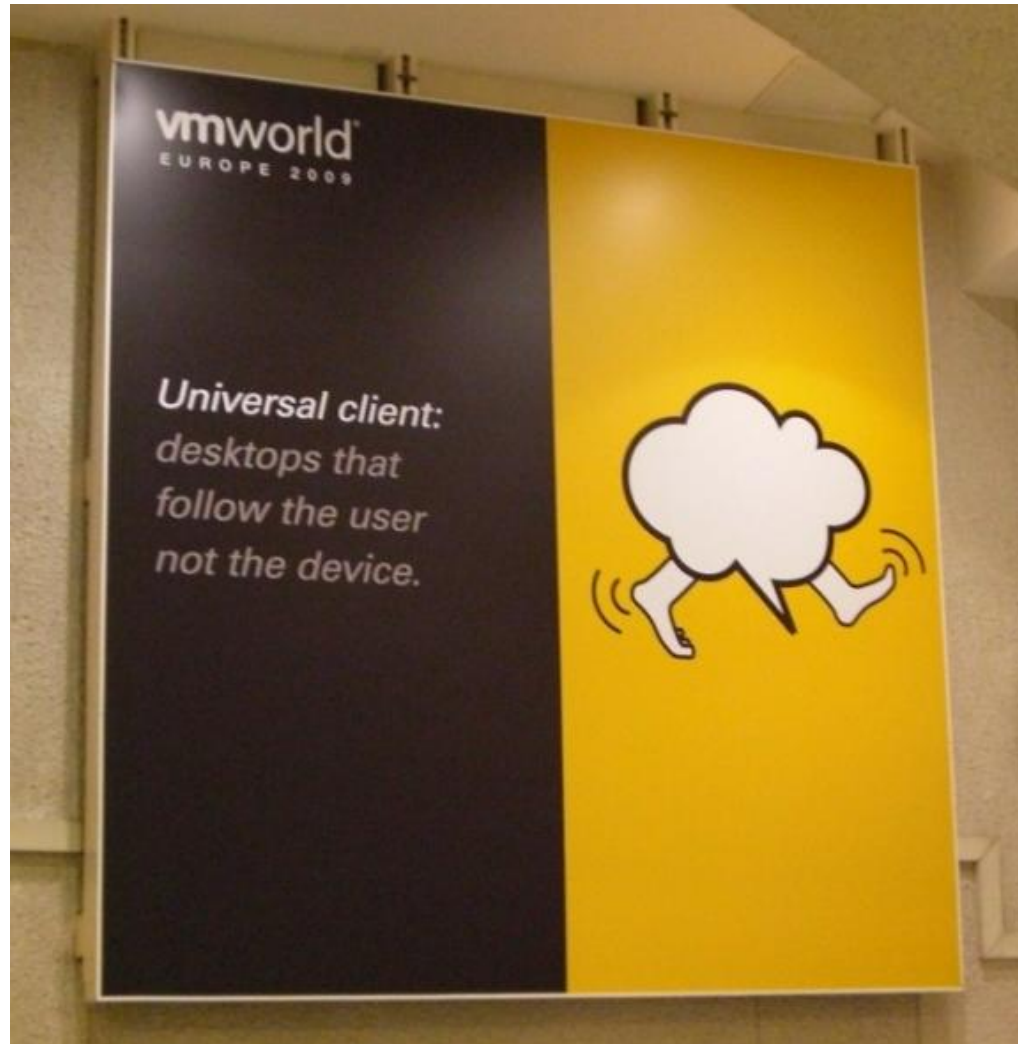 vmworld
EUROPE 2009
Universal client:
desktops that
follow the user
not the device.